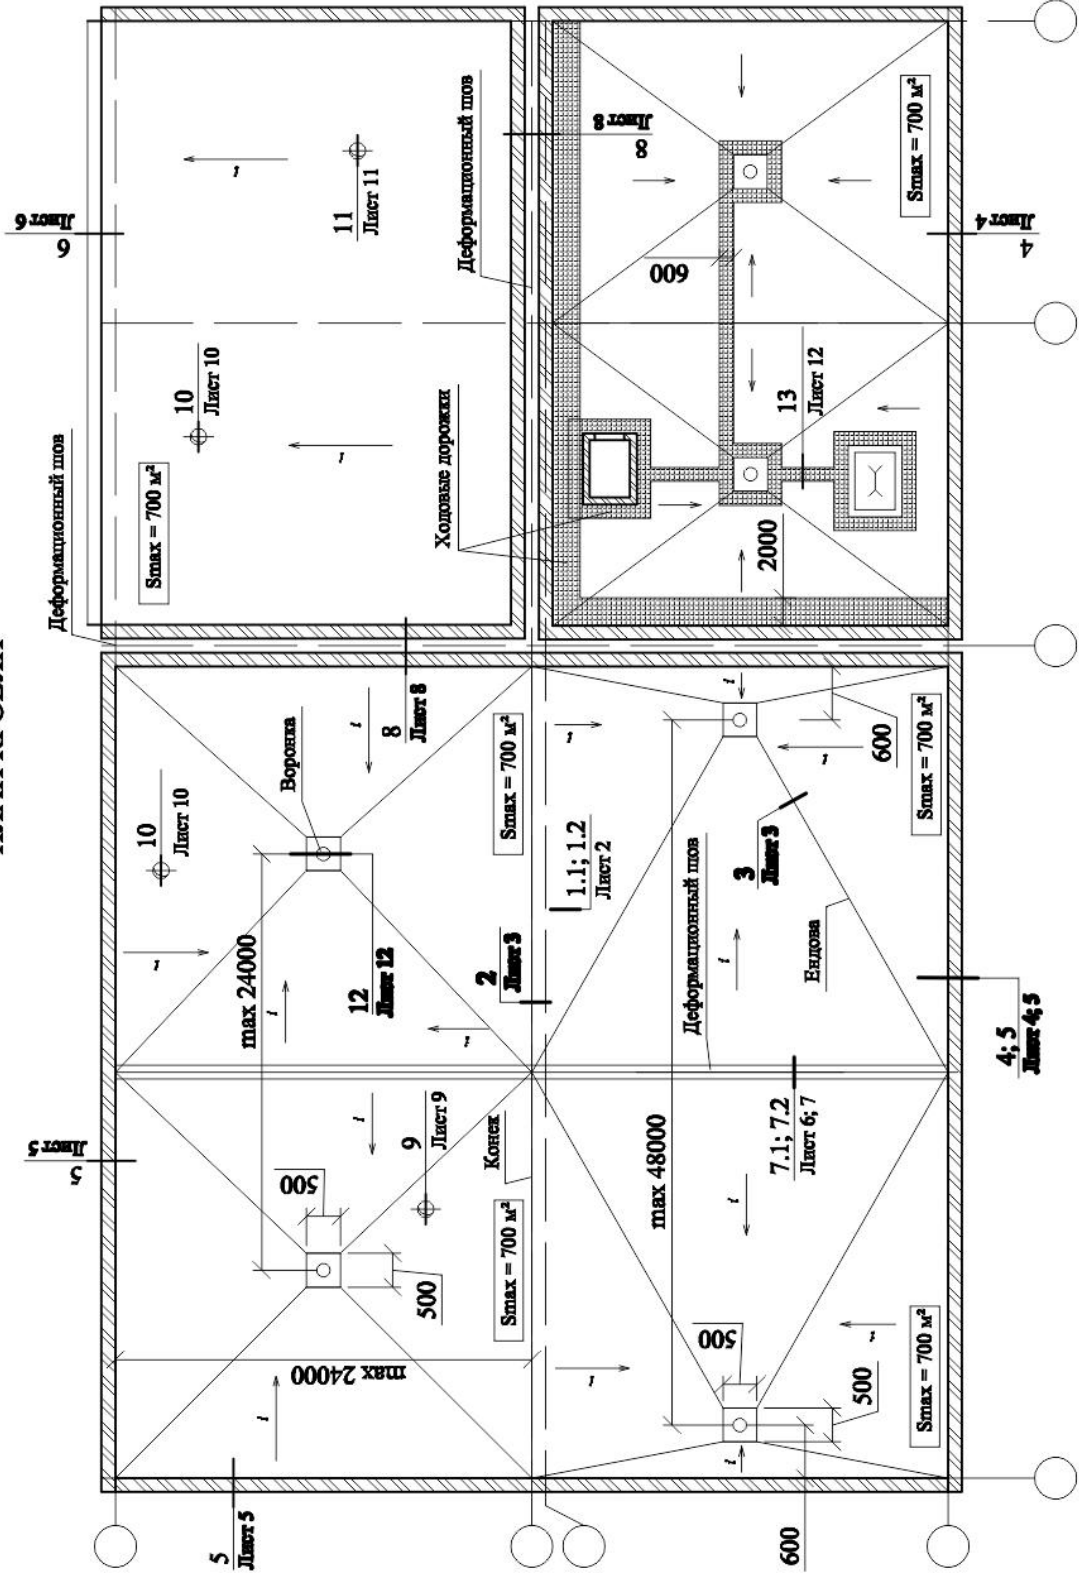 Лист 6
6
11
Лист 11
10
Лист 10
Smax = 700 м²
Деформационный шов
Деформационный шов
Ходовые дорожки
Лист 8
8
600
Smax = 700 м²
Лист 4
4
13
Лист 12
2000
10
Лист 10
Воронка
8
Лист 8
Smax = 700 м²
max 24000
12
Лист 12
2
Лист 3
1.1; 1.2
Лист 2
i
600
Smax = 700 м²
3
Лист 3
Деформационный шов
Ендова
4; 5
Лист 4; 5
Лист 5
5
9
Лист 9
Конек
500
500
Smax = 700 м²
max 24000
max 48000
7.1; 7.2
Лист 6; 7
500
500
Smax = 700 м²
5
Лист 5
600